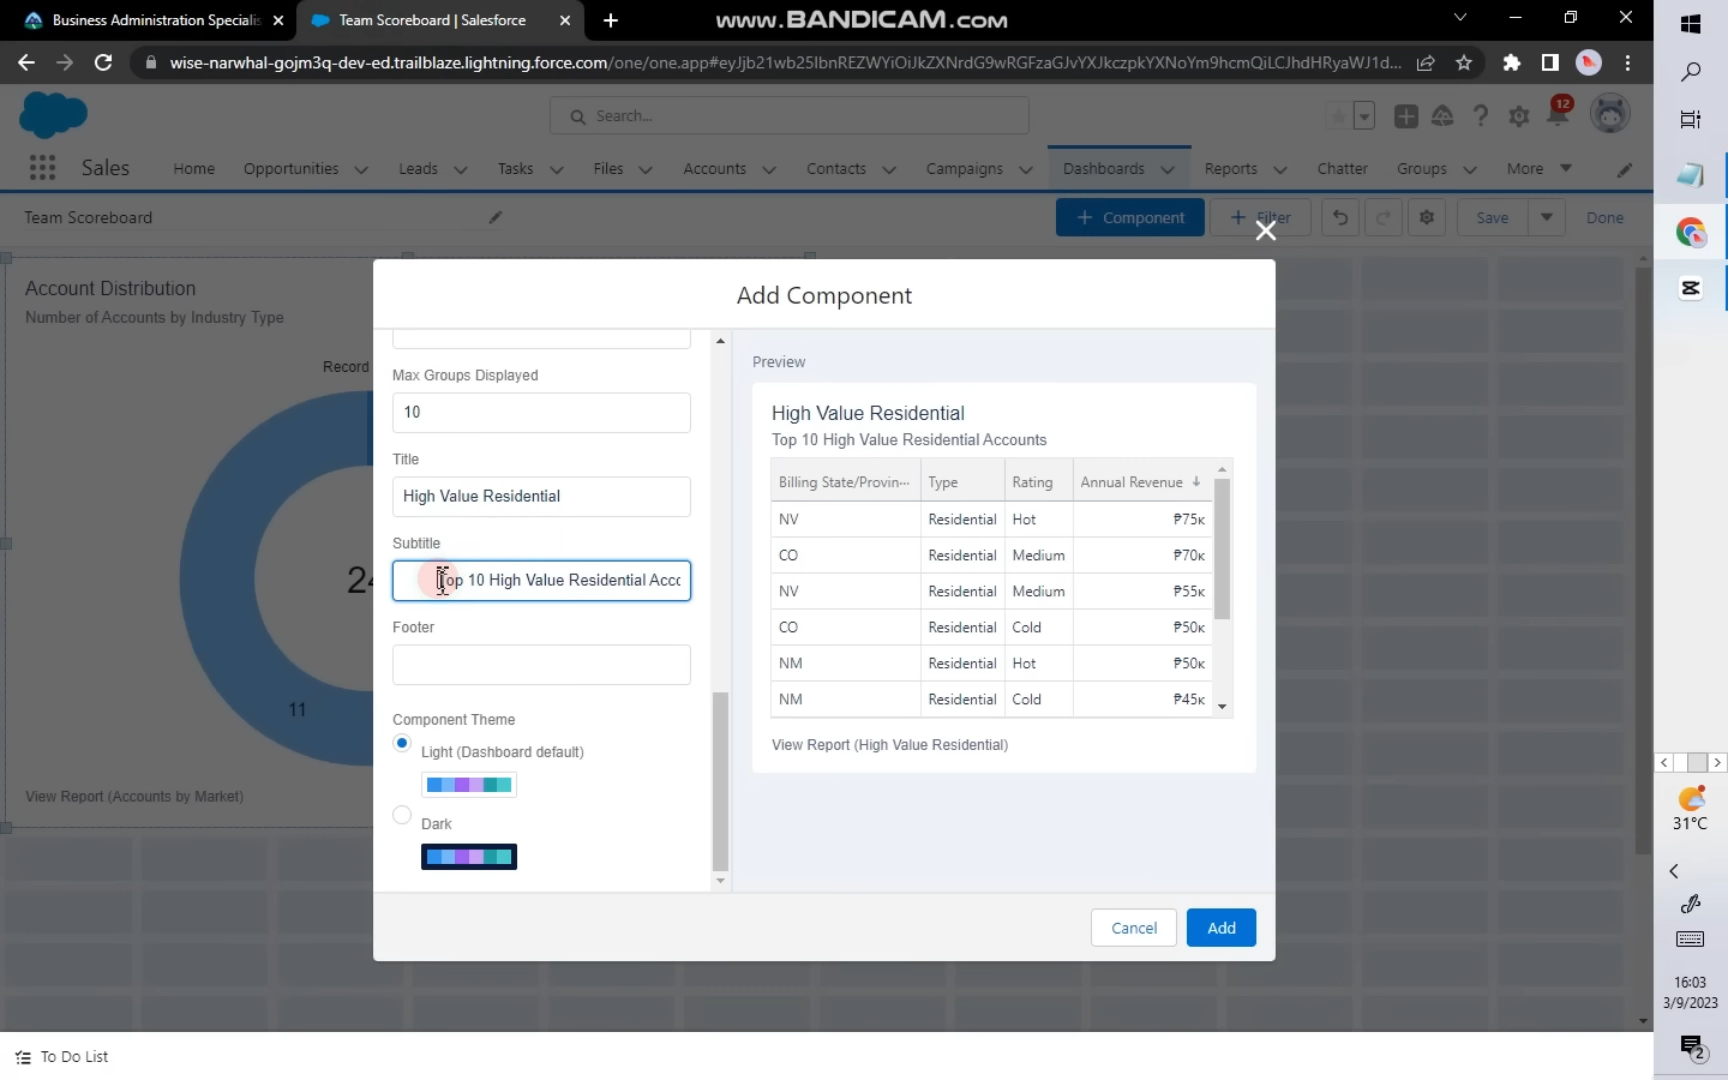 Business Administration Specialis
Team Scoreboard | Salesforce
www.BANDICAM.com
wise-narwhal-gojm3q-dev-ed.trailblaze.lightning.force.com/one/one.app#eyJjb21wb25lbnREZWYiOiJkZXNrdG9wRGFzaGJvYXJkczpkYXNoYm9hcmQiLCJhdHRyaWJ1d...
Search...
12
Sales
Home
Opportunities
Leads
Tasks
Files
Accounts
Contacts
Campaigns
Dashboards
Reports
Chatter
Groups
More
Team Scoreboard
+ Component
+ Filter
Save
Done
Account Distribution
Number of Accounts by Industry Type
Record
24
11
View Report (Accounts by Market)
Add Component
Max Groups Displayed
10
Title
High Value Residential
Subtitle
Top 10 High Value Residential Acco
Footer
Component Theme
Light (Dashboard default)
Dark
Preview
High Value Residential
Top 10 High Value Residential Accounts
Billing State/Provin... Type Rating Annual Revenue ↓
NV Residential Hot ₱75K
CO Residential Medium ₱70K
NV Residential Medium ₱55K
CO Residential Cold ₱50K
NM Residential Hot ₱50K
NM Residential Cold ₱45K
View Report (High Value Residential)
Cancel
Add
To Do List
31°C
16:03
3/9/2023
2